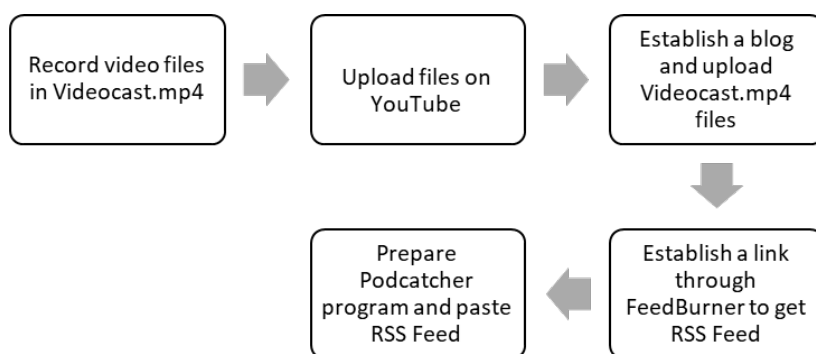 Record video files
in Videocast.mp4
Upload files on
YouTube
Establish a blog
and upload
Videocast.mp4
files
Establish a link
through
FeedBurner to get
RSS Feed
Prepare
Podcatcher
program and paste
RSS Feed